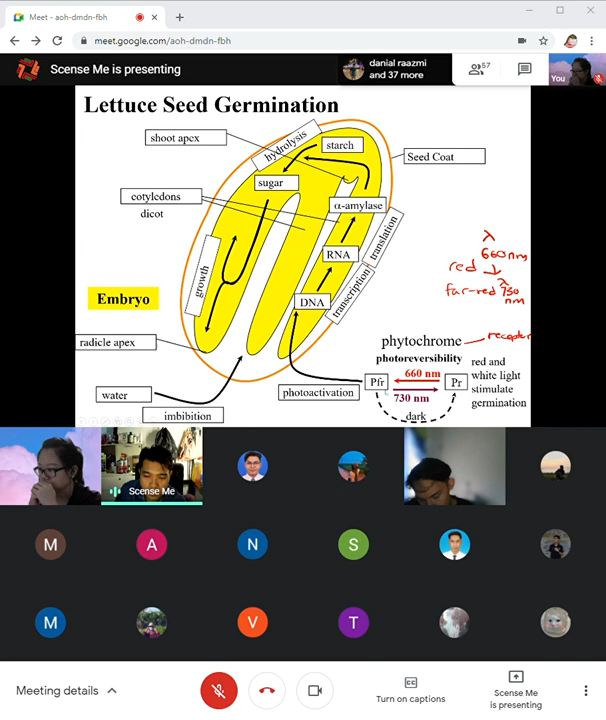 Meet - aoh-dmdn-fbh
meet.google.com/aoh-dmdn-fbh
Scense Me is presenting
danial raazmi
and 37 more
57
You
Lettuce Seed Germination
shoot apex
hydrolysis
starch
Seed Coat
sugar
cotyledons
dicot
α-amylase
translation
RNA
growth
transcription
DNA
Embryo
λ
660 nm
red
λ
far-red 730
nm
radicle apex
phytochrome
receptor
photoreversibility
660 nm
red and
white light
stimulate
germination
Pfr
Pr
730 nm
dark
photoactivation
water
imbibition
Scense Me
M
A
N
S
M
V
T
Meeting details
CC
Turn on captions
Scense Me
is presenting